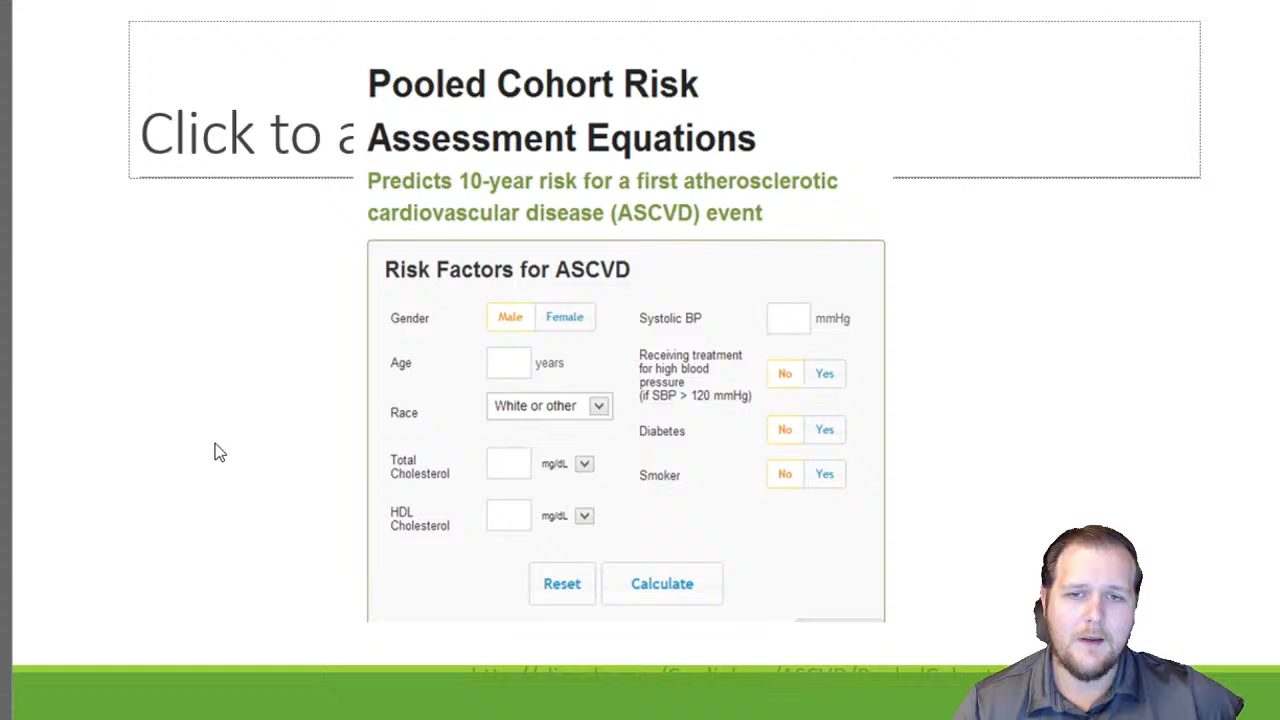 Click to a
Pooled Cohort Risk
Assessment Equations
Predicts 10-year risk for a first atherosclerotic
cardiovascular disease (ASCVD) event
Risk Factors for ASCVD
Gender Male Female
Age years
Race White or other
Total
Cholesterol mg/dL
HDL
Cholesterol mg/dL
Systolic BP mmHg
Receiving treatment
for high blood
pressure
(if SBP > 120 mmHg) No Yes
Diabetes No Yes
Smoker No Yes
Reset Calculate